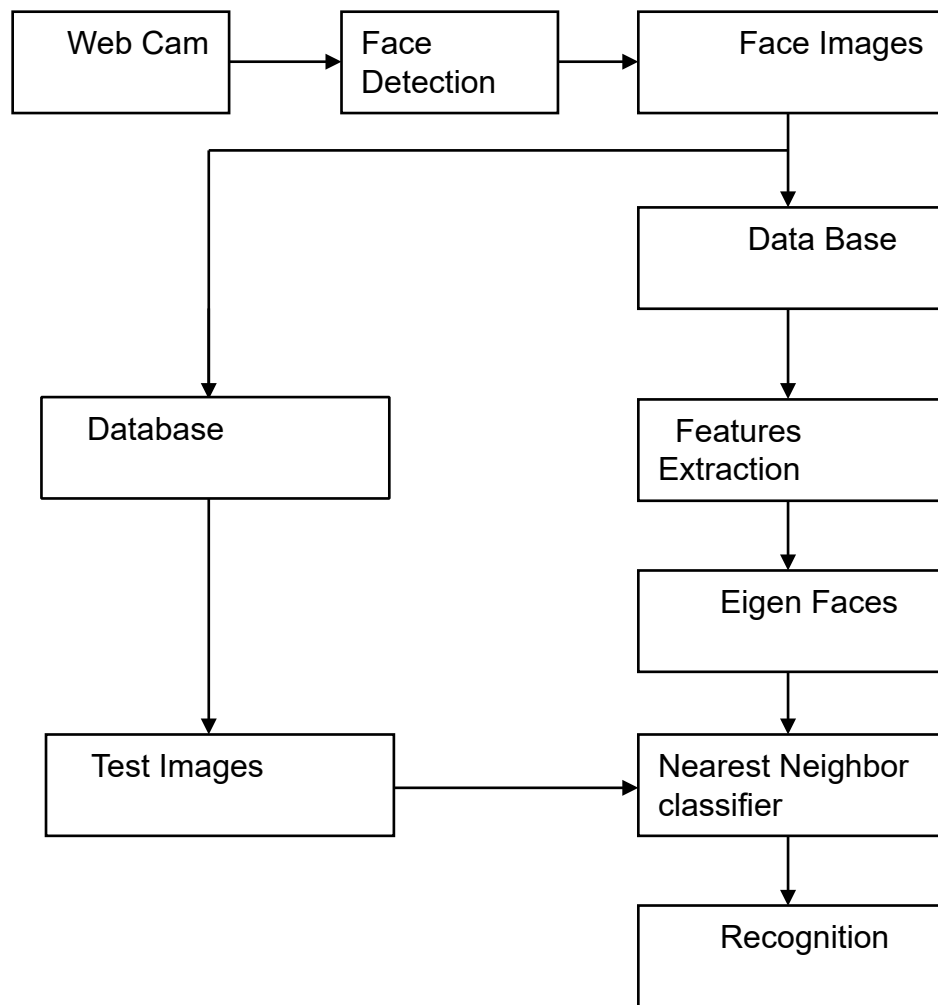 Web Cam
Face
Detection
Face Images
Data Base
Database
Features
Extraction
Eigen Faces
Test Images
Nearest Neighbor
classifier
Recognition